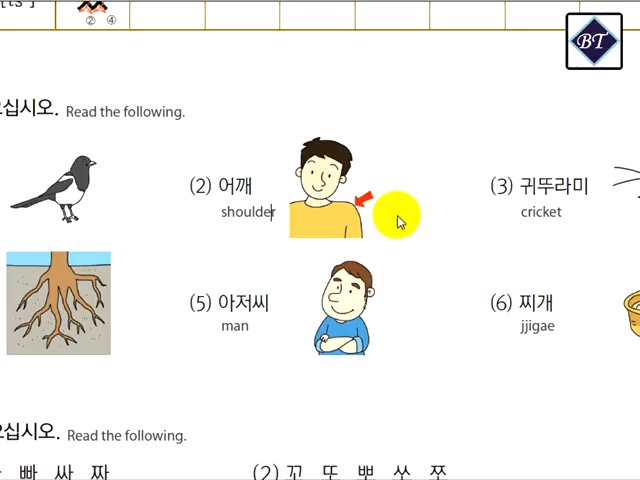 ② ④
BT
오십시오. Read the following.
(2) 어깨
shoulder
(3) 귀뚜라미
cricket
(5) 아저씨
man
(6) 찌개
jjigae
오십시오. Read the following.
빠 싸 짜
(2) 꼬 또 뽀 쏘 쪼